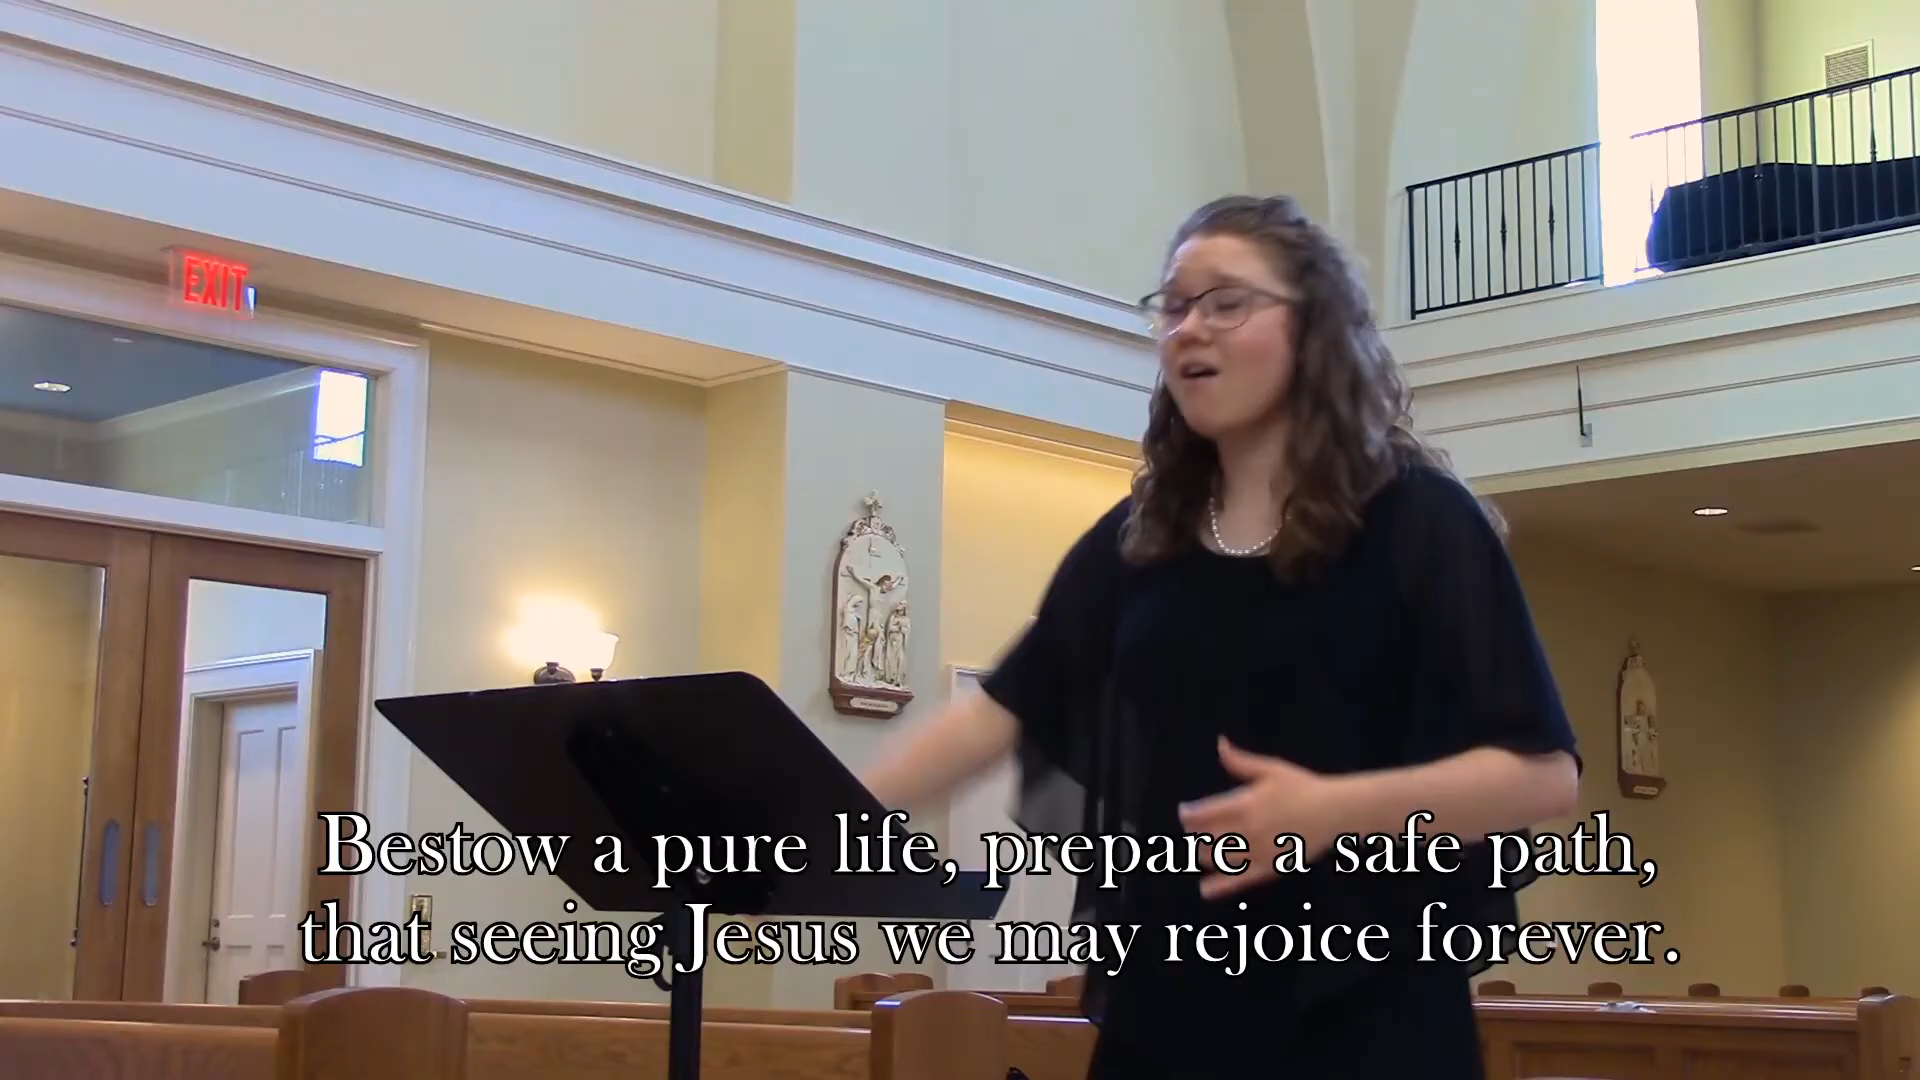 EXIT
Bestow a pure life, prepare a safe path,
that seeing Jesus we may rejoice forever.